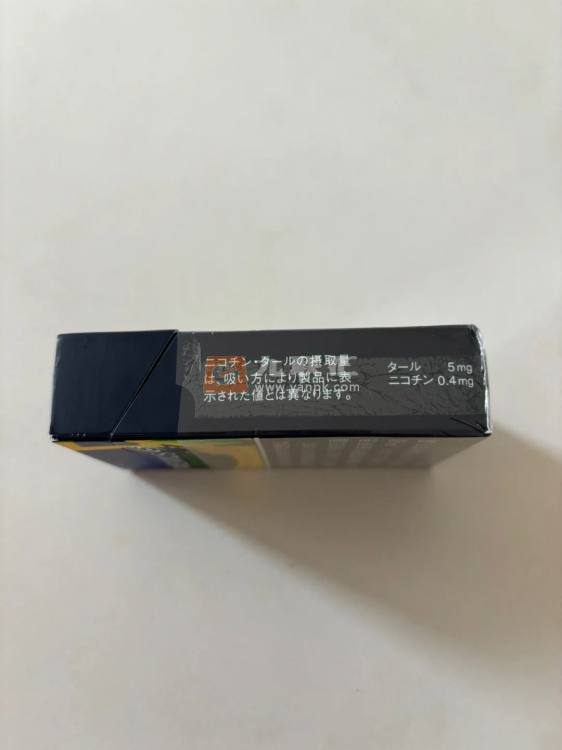 ニコチン・タールの摂取量
は、吸い方により製品に表
示された値とは異なります。
タール 5mg
ニコチン 0.4mg
www.yanpk.com